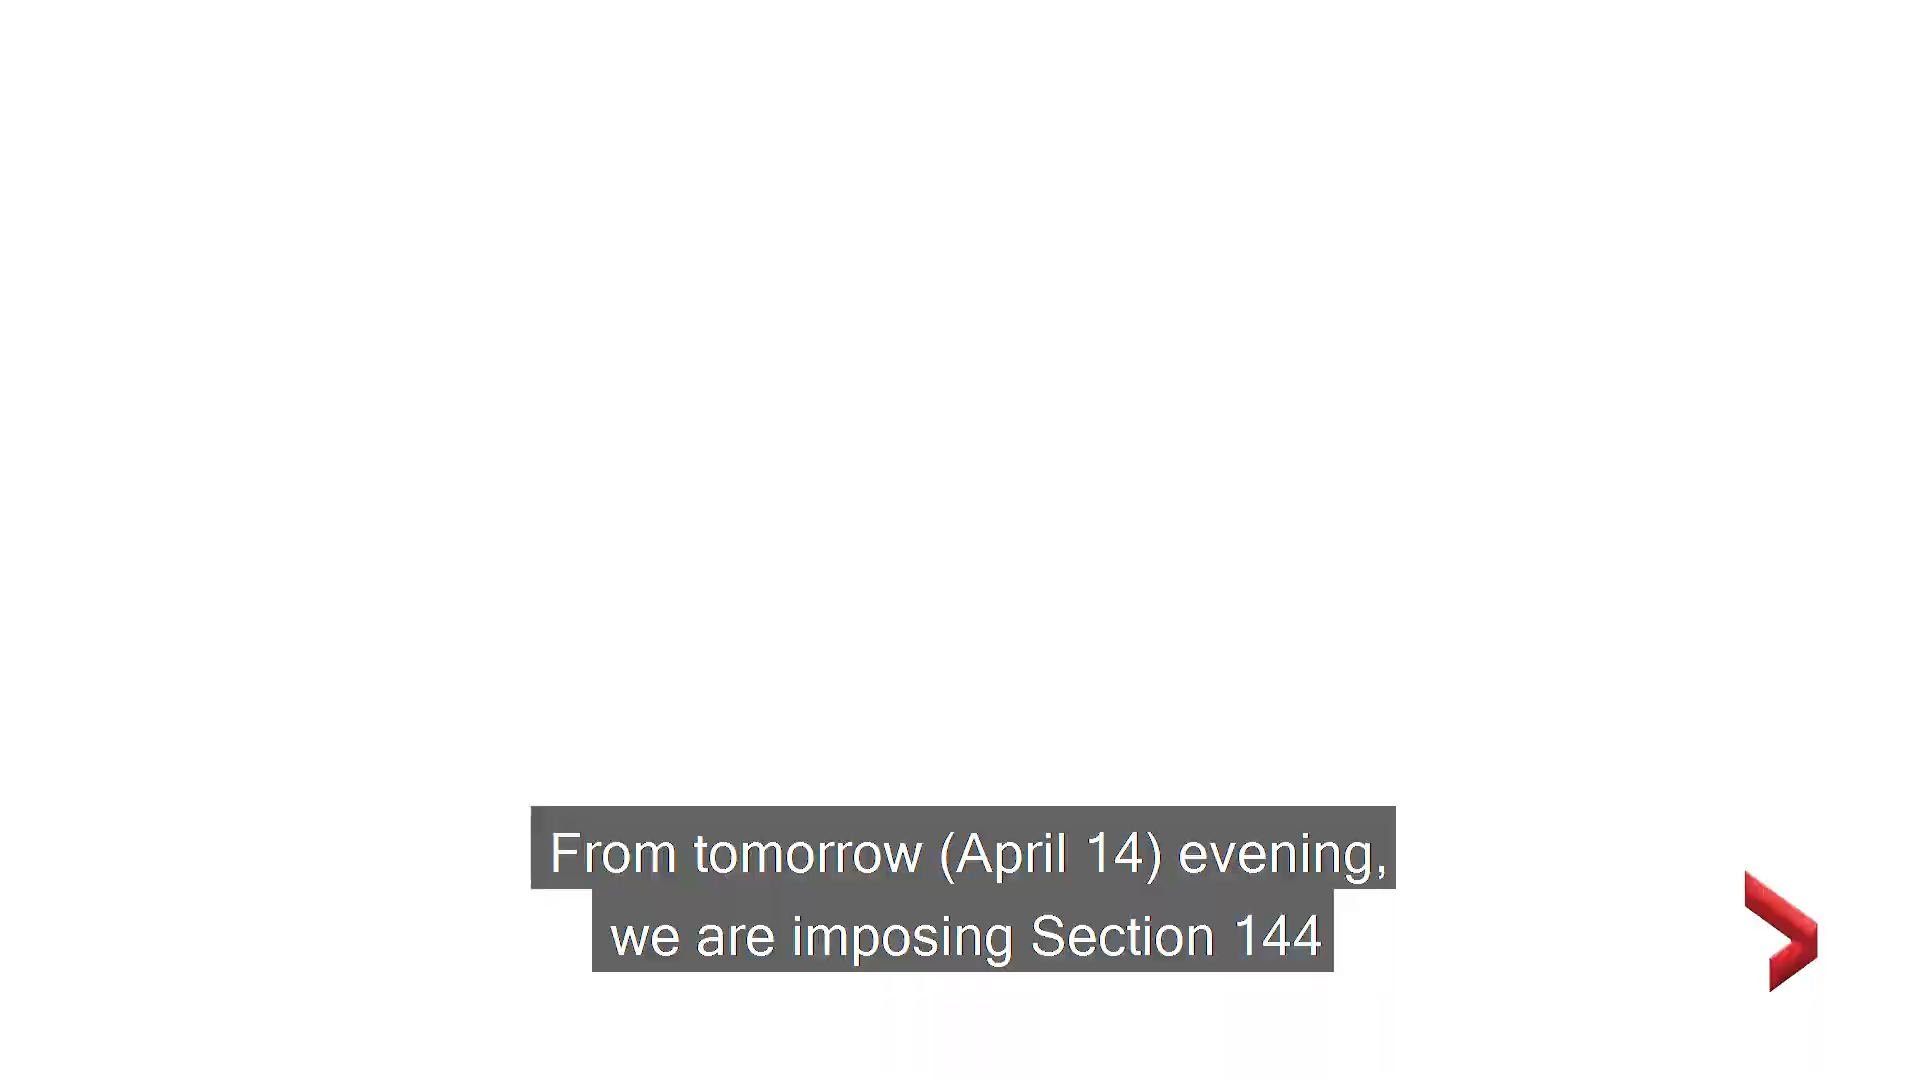 From tomorrow (April 14) evening,
we are imposing Section 144